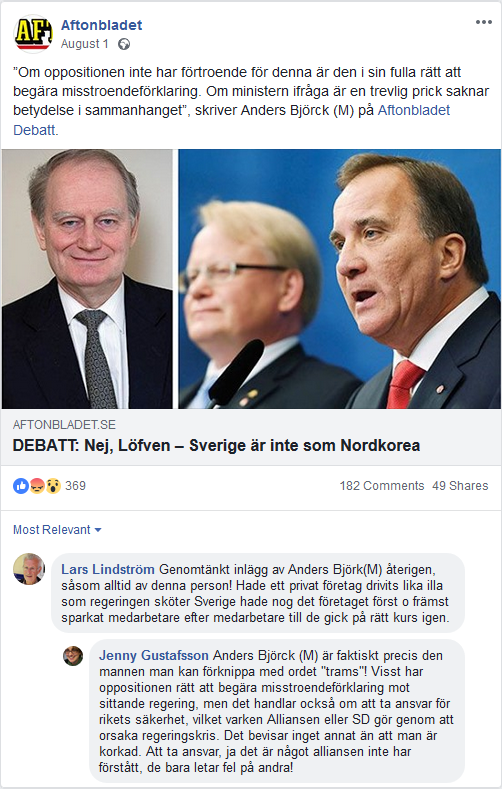 AF
Aftonbladet
August 1
"Om oppositionen inte har förtroende för denna är den i sin fulla rätt att
begära misstroendeförklaring. Om ministern ifråga är en trevlig prick saknar
betydelse i sammanhanget", skriver Anders Björck (M) på Aftonbladet
Debatt.
AFTONBLADET.SE
DEBATT: Nej, Löfven – Sverige är inte som Nordkorea
369
182 Comments 49 Shares
Most Relevant
Lars Lindström Genomtänkt inlägg av Anders Björk(M) återigen,
såsom alltid av denna person! Hade ett privat företag drivits lika illa
som regeringen sköter Sverige hade nog det företaget först o främst
sparkat medarbetare efter medarbetare till de gick på rätt kurs igen.
Jenny Gustafsson Anders Björck (M) är faktiskt precis den
mannen man kan förknippa med ordet "trams"! Visst har
oppositionen rätt att begära misstroendeförklaring mot
sittande regering, men det handlar också om att ta ansvar för
rikets säkerhet, vilket varken Alliansen eller SD gör genom att
orsaka regeringskris. Det bevisar inget annat än att man är
korkad. Att ta ansvar, ja det är något alliansen inte har
förstått, de bara letar fel på andra!